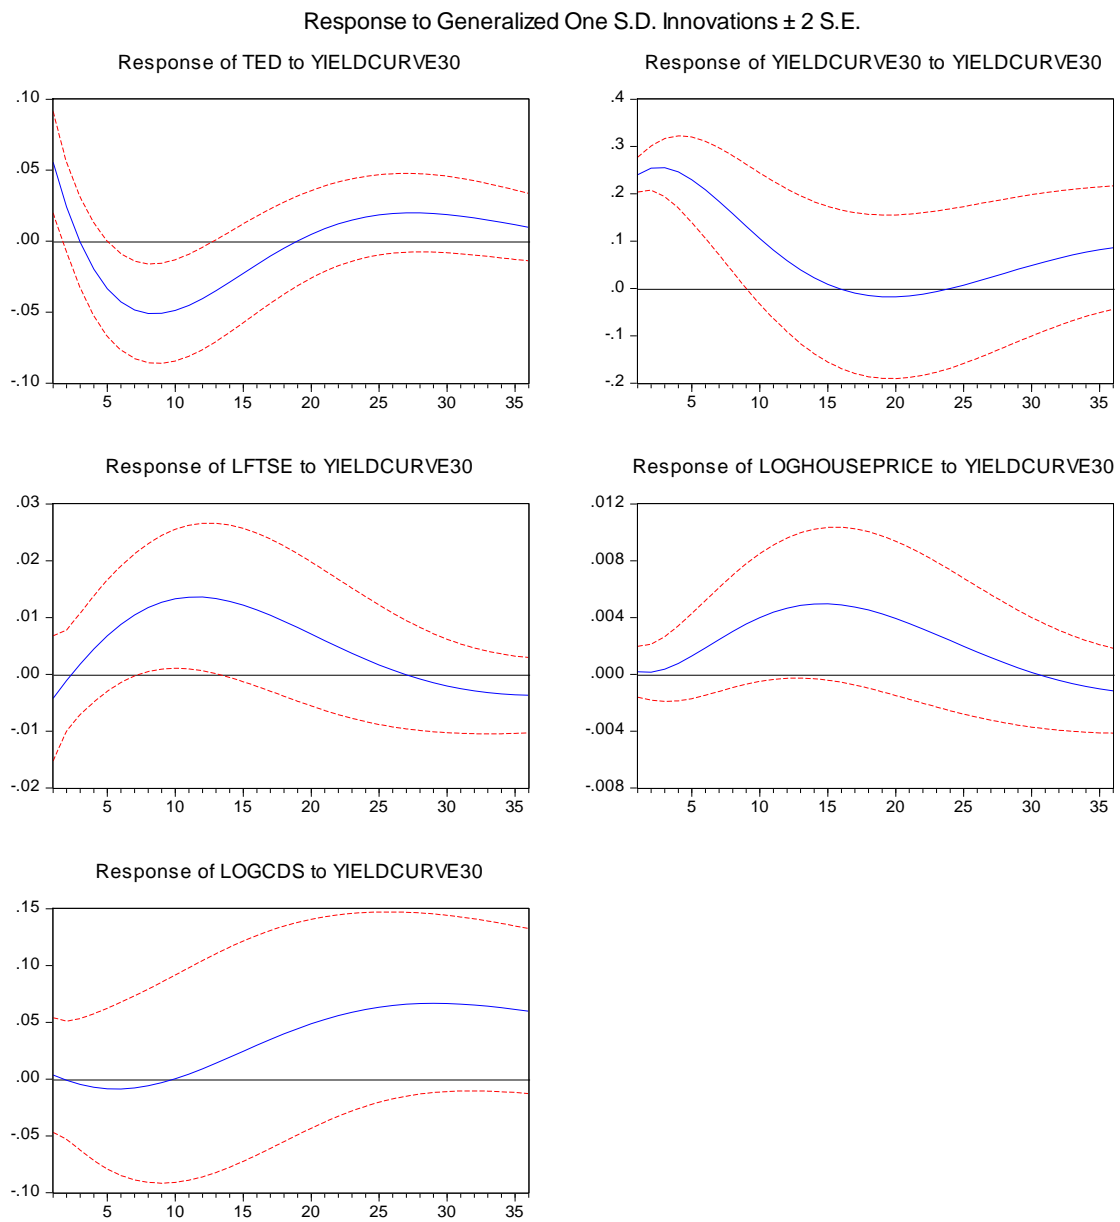 Response to Generalized One S.D. Innovations ± 2 S.E.
Response of TED to YIELDCURVE30
.10
.05
.00
-.05
-.10
5 10 15 20 25 30 35
Response of YIELDCURVE30 to YIELDCURVE30
.4
.3
.2
.1
.0
-.1
-.2
5 10 15 20 25 30 35
Response of LFTSE to YIELDCURVE30
.03
.02
.01
.00
-.01
-.02
5 10 15 20 25 30 35
Response of LOGHOUSEPRICE to YIELDCURVE30
.012
.008
.004
.000
-.004
-.008
5 10 15 20 25 30 35
Response of LOGCDS to YIELDCURVE30
.15
.10
.05
.00
-.05
-.10
5 10 15 20 25 30 35